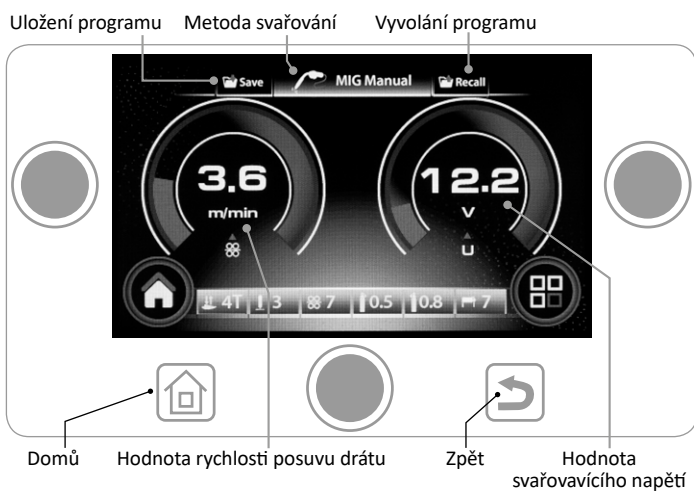 Uložení programu Metoda svařování Vyvolání programu
Save MIG Manual Recall
3.6 12.2
m/min V
U
4T 3 7 0.5 0.8 7
Domů Hodnota rychlosti posuvu drátu Zpět Hodnota
svařovavícího napětí